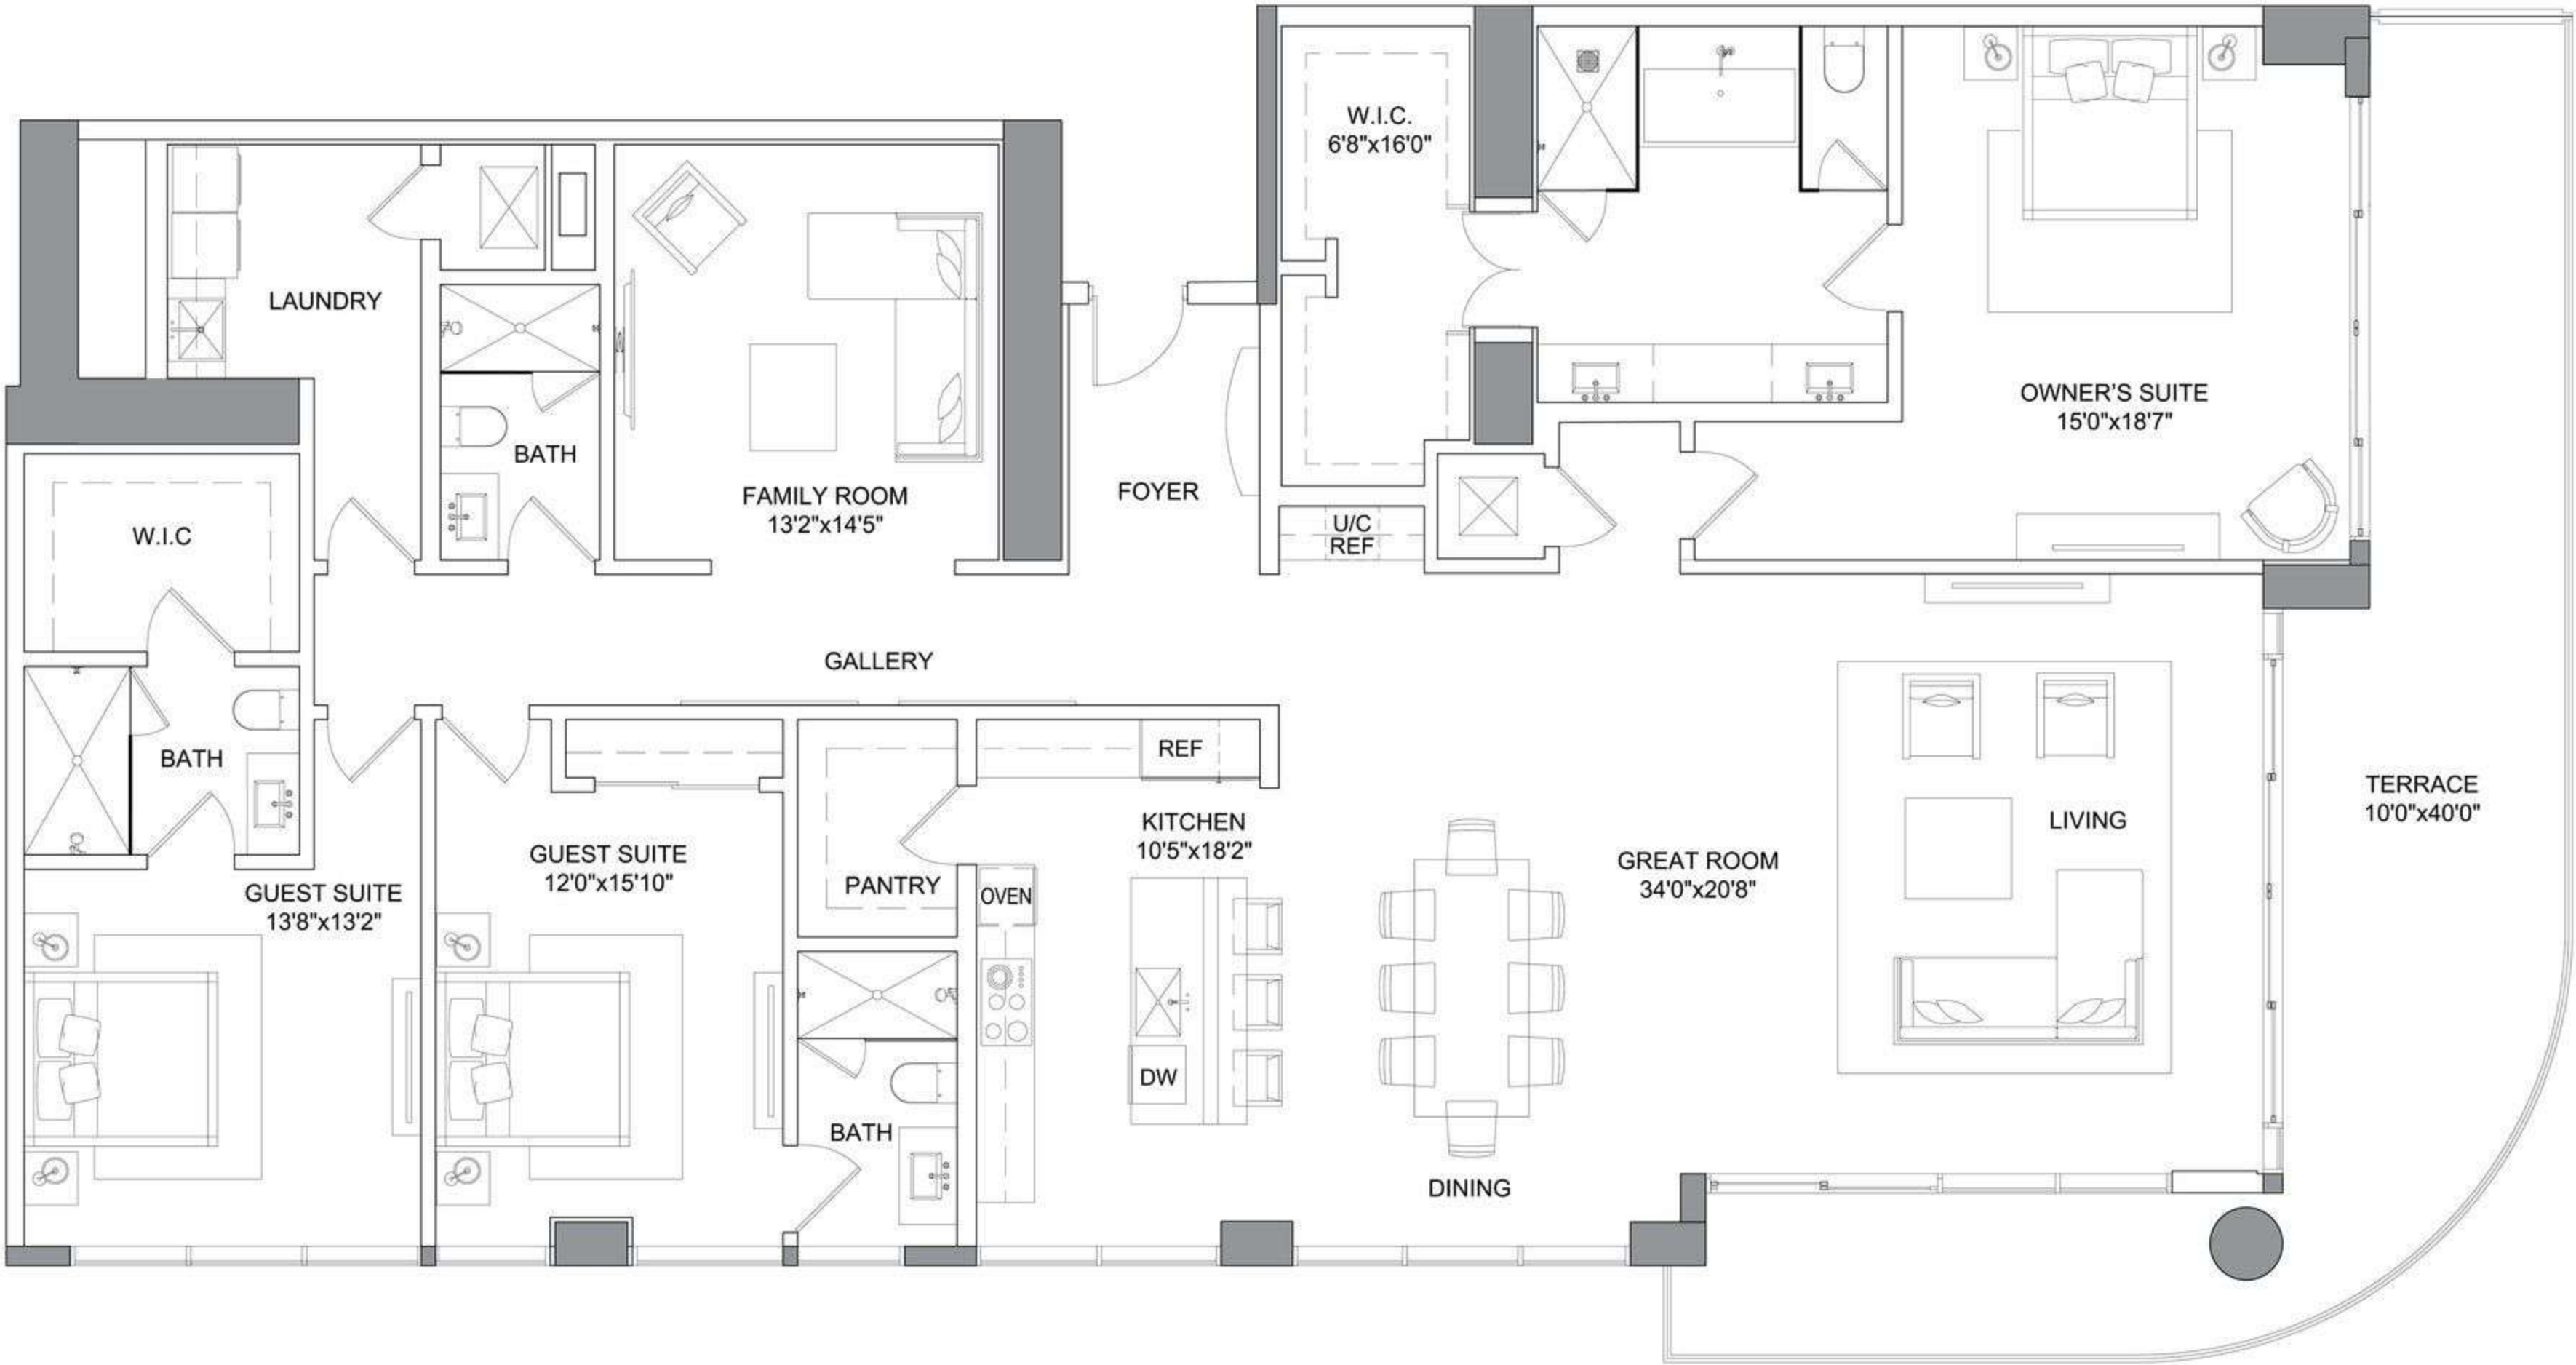 W.I.C.
6'8"x16'0"
LAUNDRY
OWNER'S SUITE
15'0"x18'7"
BATH
FAMILY ROOM
13'2"x14'5"
FOYER
U/C
REF
W.I.C
GALLERY
BATH
REF
KITCHEN
10'5"x18'2"
LIVING
TERRACE
10'0"x40'0"
GUEST SUITE
12'0"x15'10"
PANTRY
OVEN
GREAT ROOM
34'0"x20'8"
GUEST SUITE
13'8"x13'2"
DW
BATH
DINING